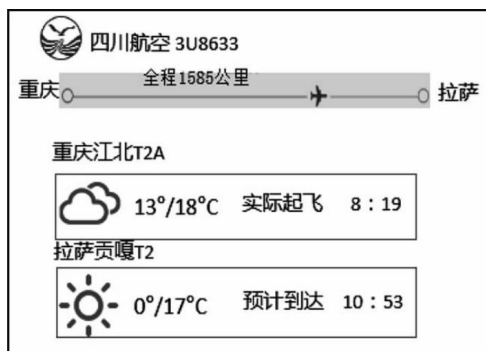 四川航空 3U8633
全程1585公里
重庆 拉萨
重庆江北T2A
13°/18°C 实际起飞 8：19
拉萨贡嘎T2
0°/17°C 预计到达 10：53